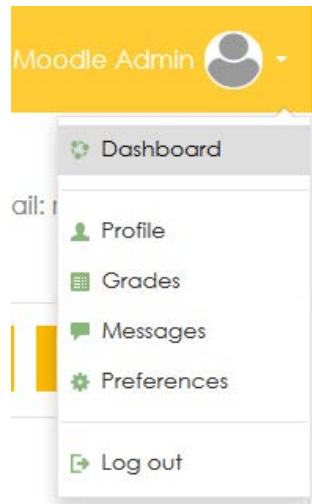 Moodle Admin
Dashboard
ail:
Profile
Grades
Messages
Preferences
Log out